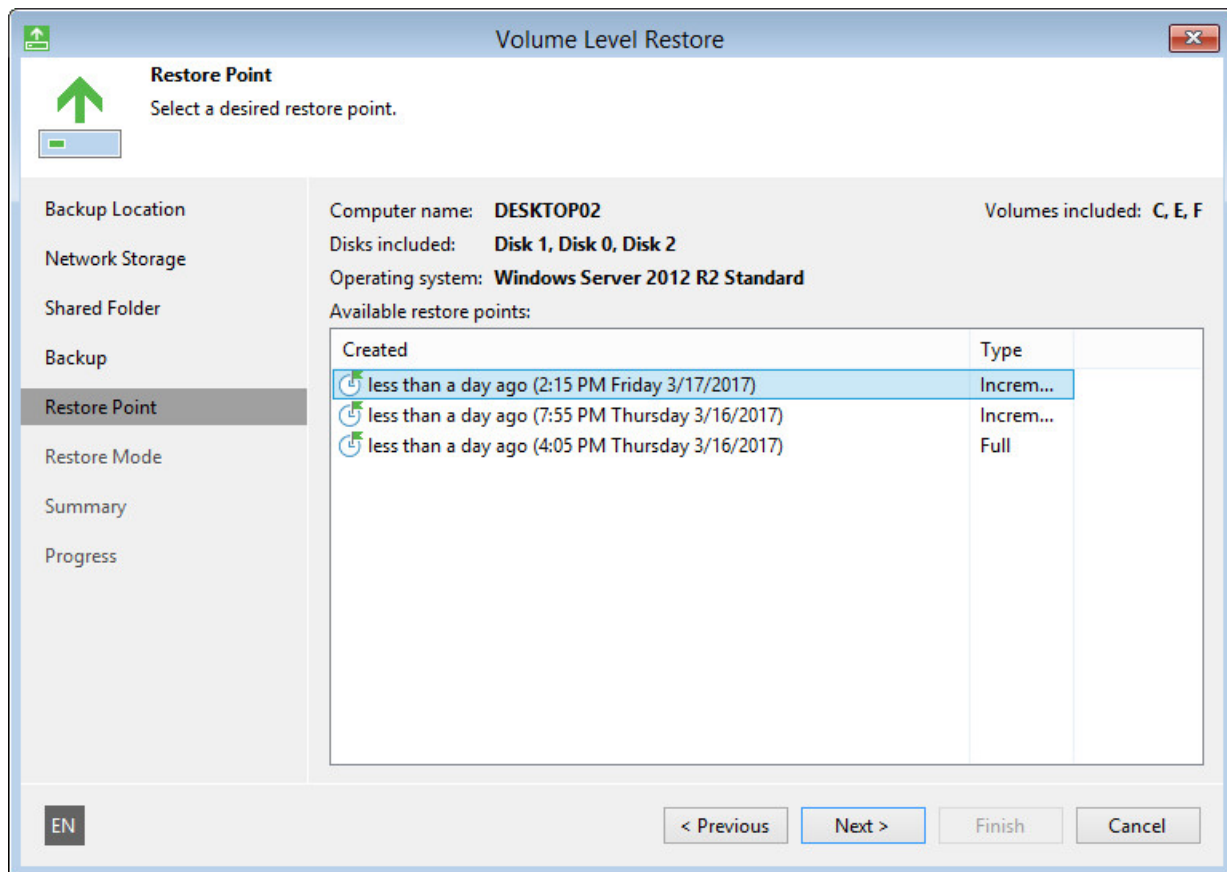 Volume Level Restore
Restore Point
Select a desired restore point.
Backup Location
Network Storage
Shared Folder
Backup
Restore Point
Restore Mode
Summary
Progress
Computer name: DESKTOP02 Volumes included: C, E, F
Disks included: Disk 1, Disk 0, Disk 2
Operating system: Windows Server 2012 R2 Standard
Available restore points:
Created Type
less than a day ago (2:15 PM Friday 3/17/2017) Increm...
less than a day ago (7:55 PM Thursday 3/16/2017) Increm...
less than a day ago (4:05 PM Thursday 3/16/2017) Full
EN < Previous Next > Finish Cancel